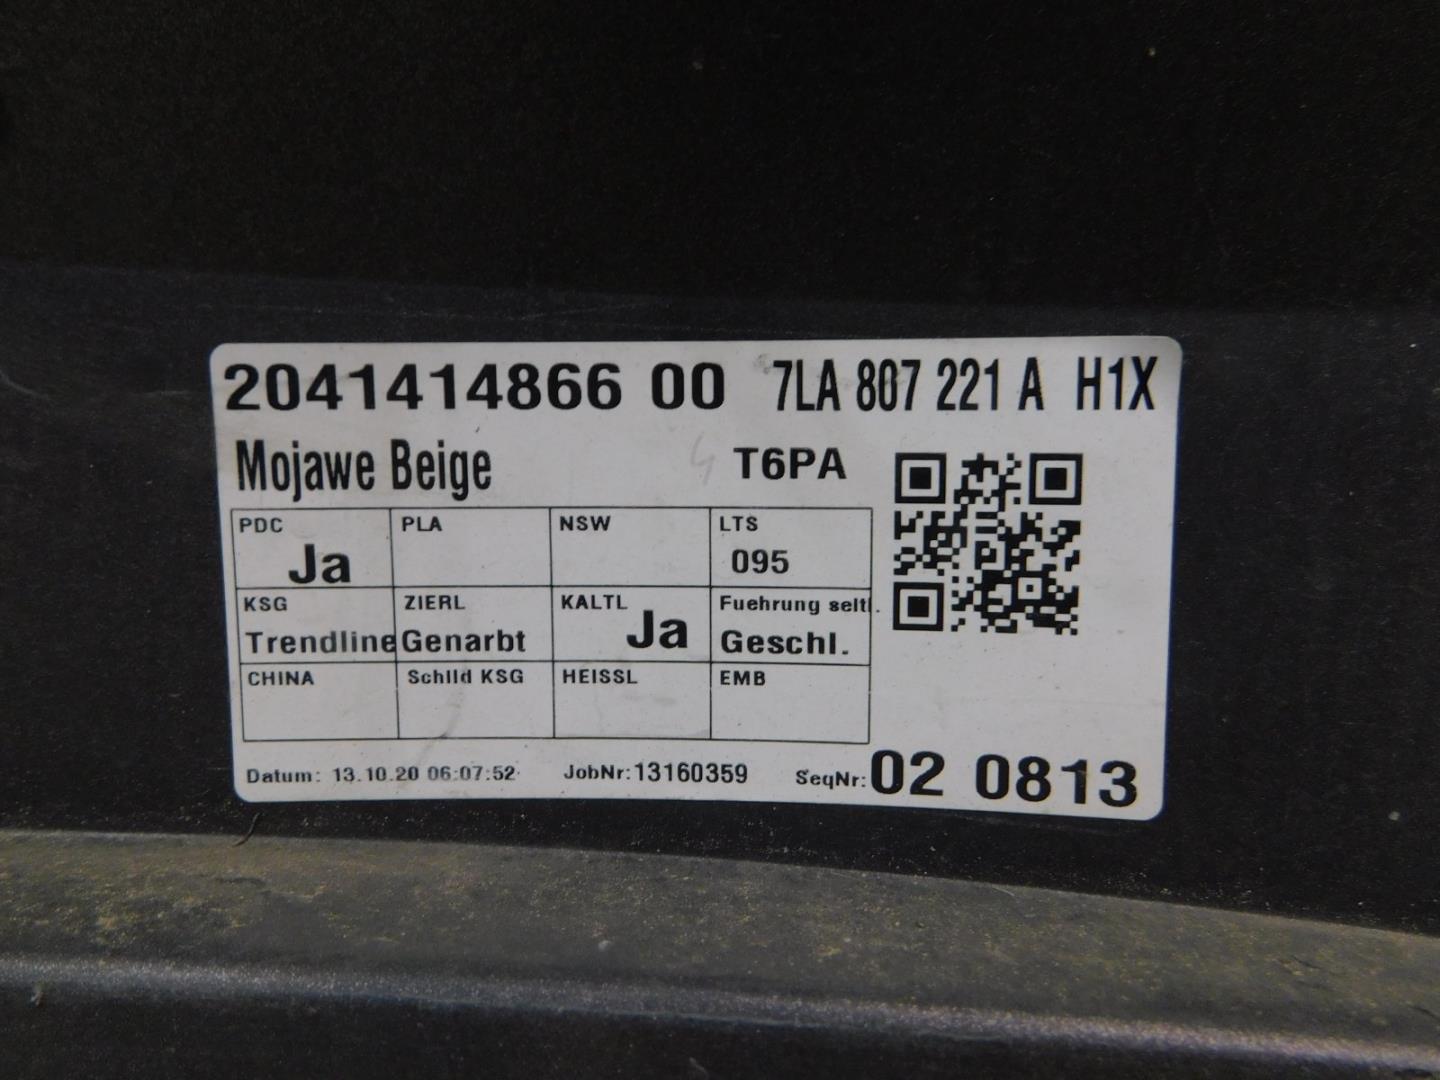 2041414866 00 7LA 807 221 A H1X
Mojawe Beige T6PA
PDC PLA NSW LTS
Ja 095
KSG ZIERL KALTL Fuehrung seitl.
Trendline Genarbt Ja Geschl.
CHINA Schild KSG HEISSL EMB
Datum: 13.10.20 06:07:52 JobNr:13160359 SeqNr:02 0813